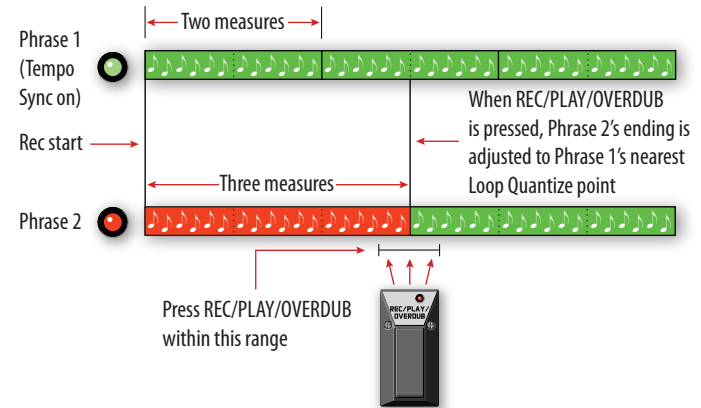 Two measures
Phrase 1
(Tempo
Sync on)
Rec start
When REC/PLAY/OVERDUB
is pressed, Phrase 2’s ending is
adjusted to Phrase 1’s nearest
Loop Quantize point
Three measures
Phrase 2
Press REC/PLAY/OVERDUB
within this range
REC/PLAY/
OVERDUB